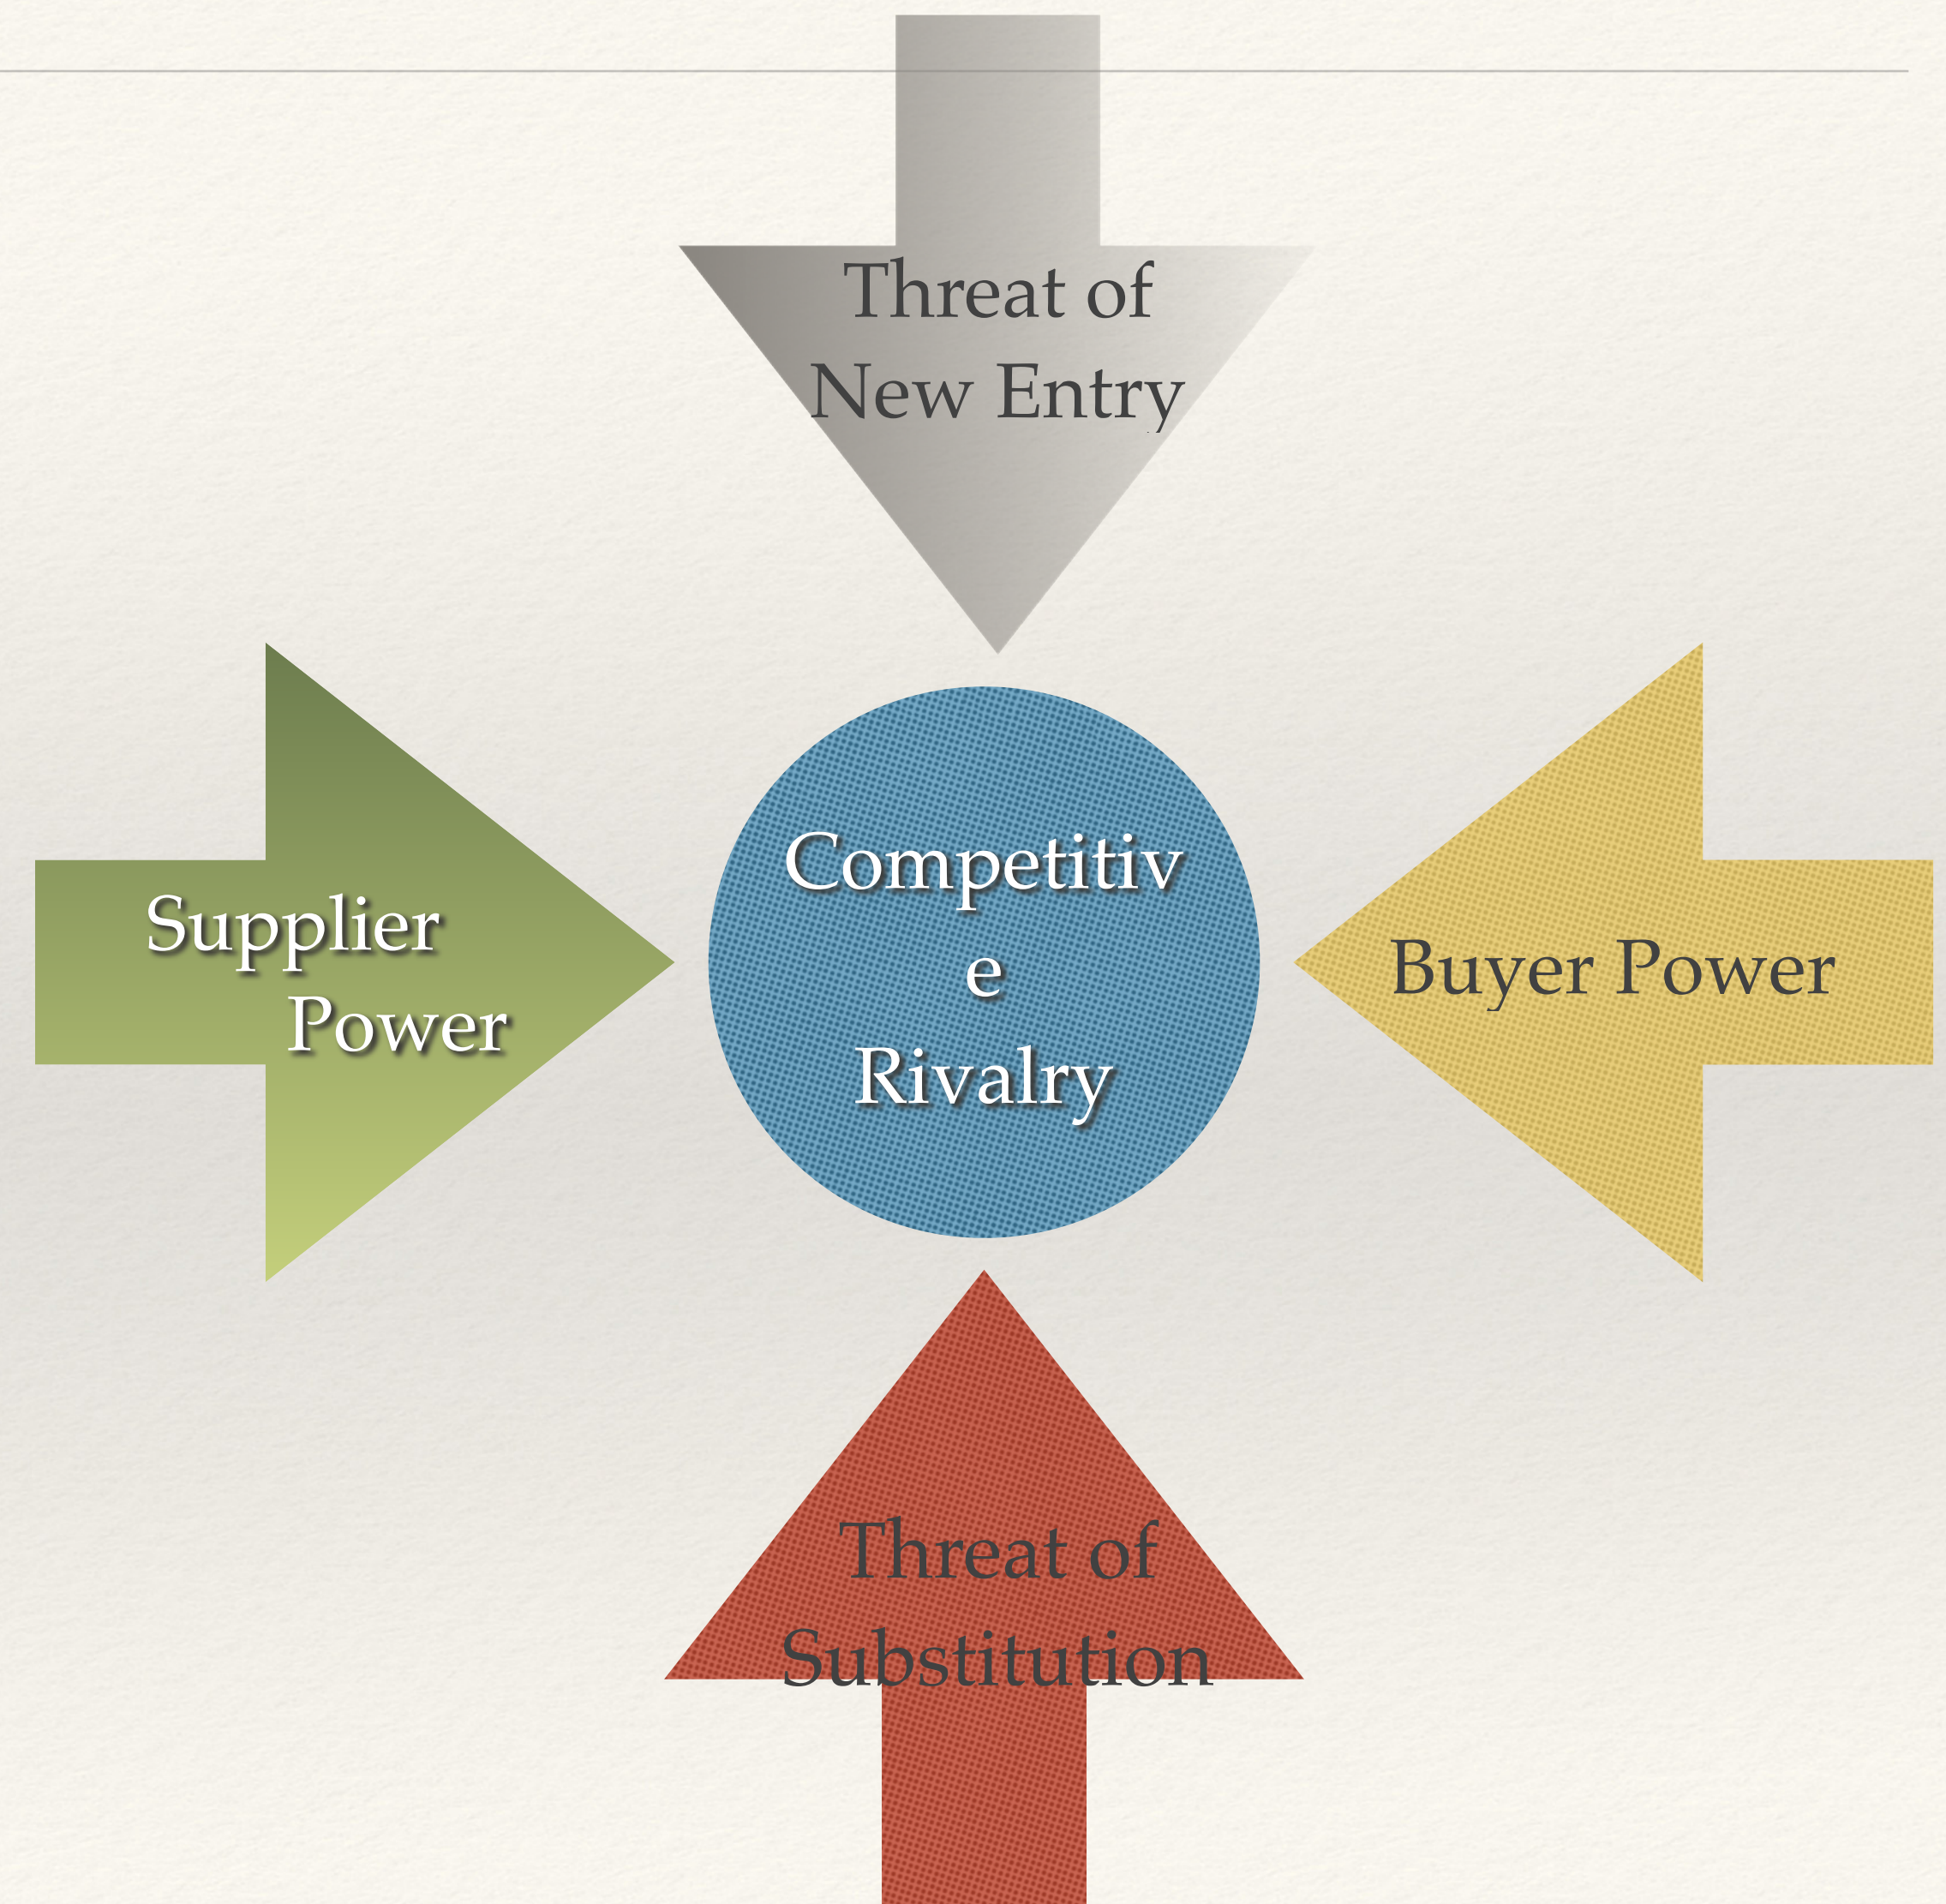 Threat of
New Entry
Supplier
Power
Competitiv
e
Rivalry
Buyer Power
Threat of
Substitution